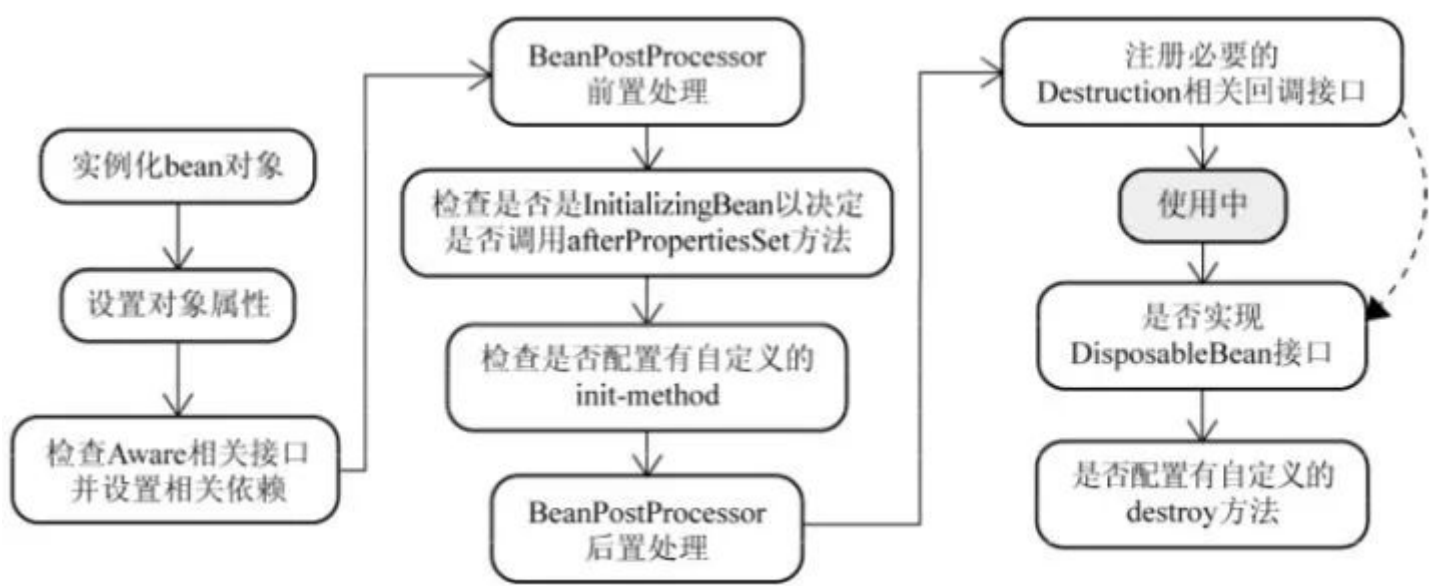 实例化bean对象
设置对象属性
检查Aware相关接口
并设置相关依赖
BeanPostProcessor
前置处理
检查是否是InitializingBean以决定
是否调用afterPropertiesSet方法
检查是否配置有自定义的
init-method
BeanPostProcessor
后置处理
注册必要的
Destruction相关回调接口
使用中
是否实现
DisposableBean接口
是否配置有自定义的
destroy方法